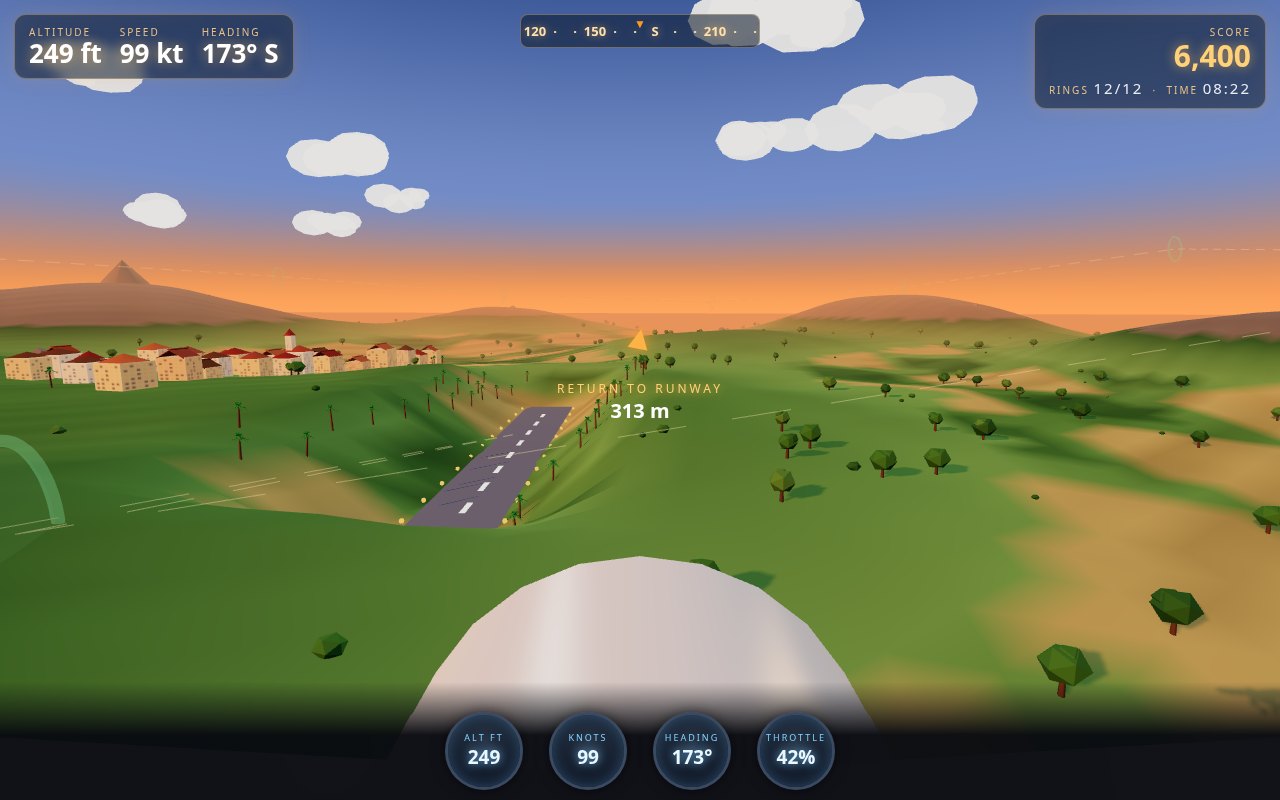 ALTITUDE SPEED HEADING
249 ft 99 kt 173° S
120 · · 150 · · S · · 210 · ·
SCORE
6,400
RINGS 12/12 · TIME 08:22
RETURN TO RUNWAY
313 m
ALT FT KNOTS HEADING THROTTLE
249 99 173° 42%